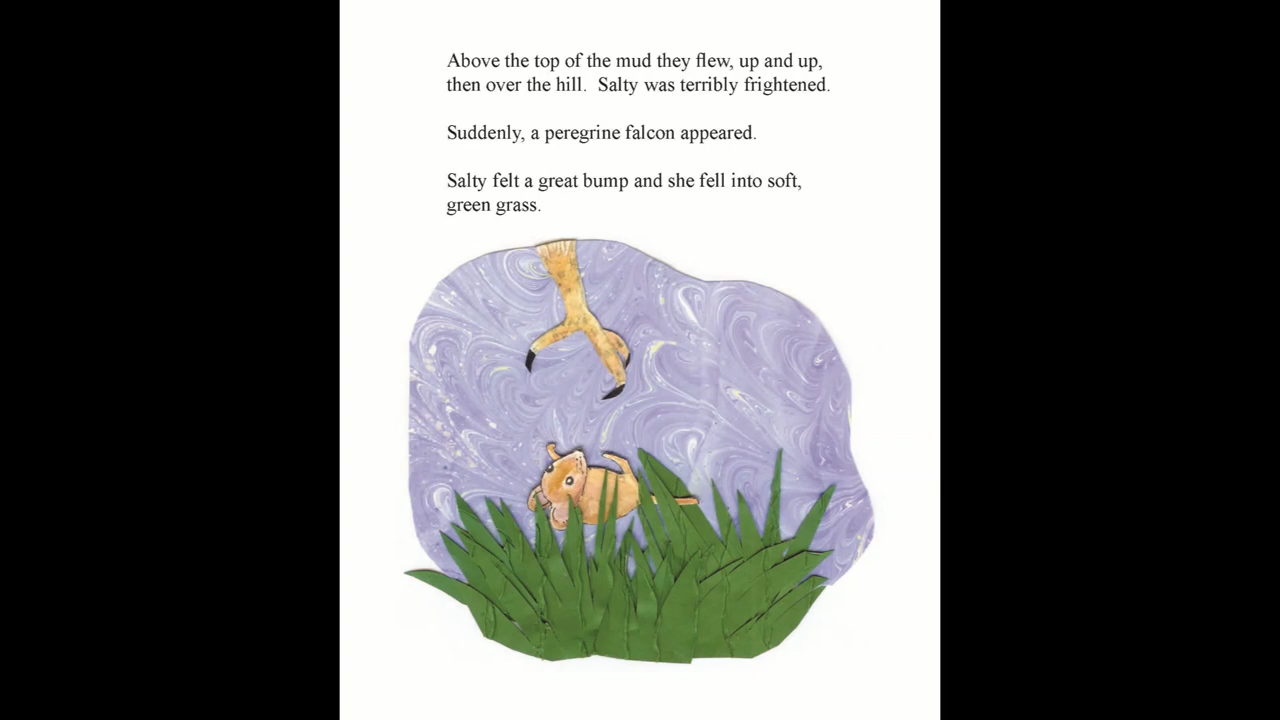 Above the top of the mud they flew, up and up,
then over the hill.  Salty was terribly frightened.
Suddenly, a peregrine falcon appeared.
Salty felt a great bump and she fell into soft,
green grass.